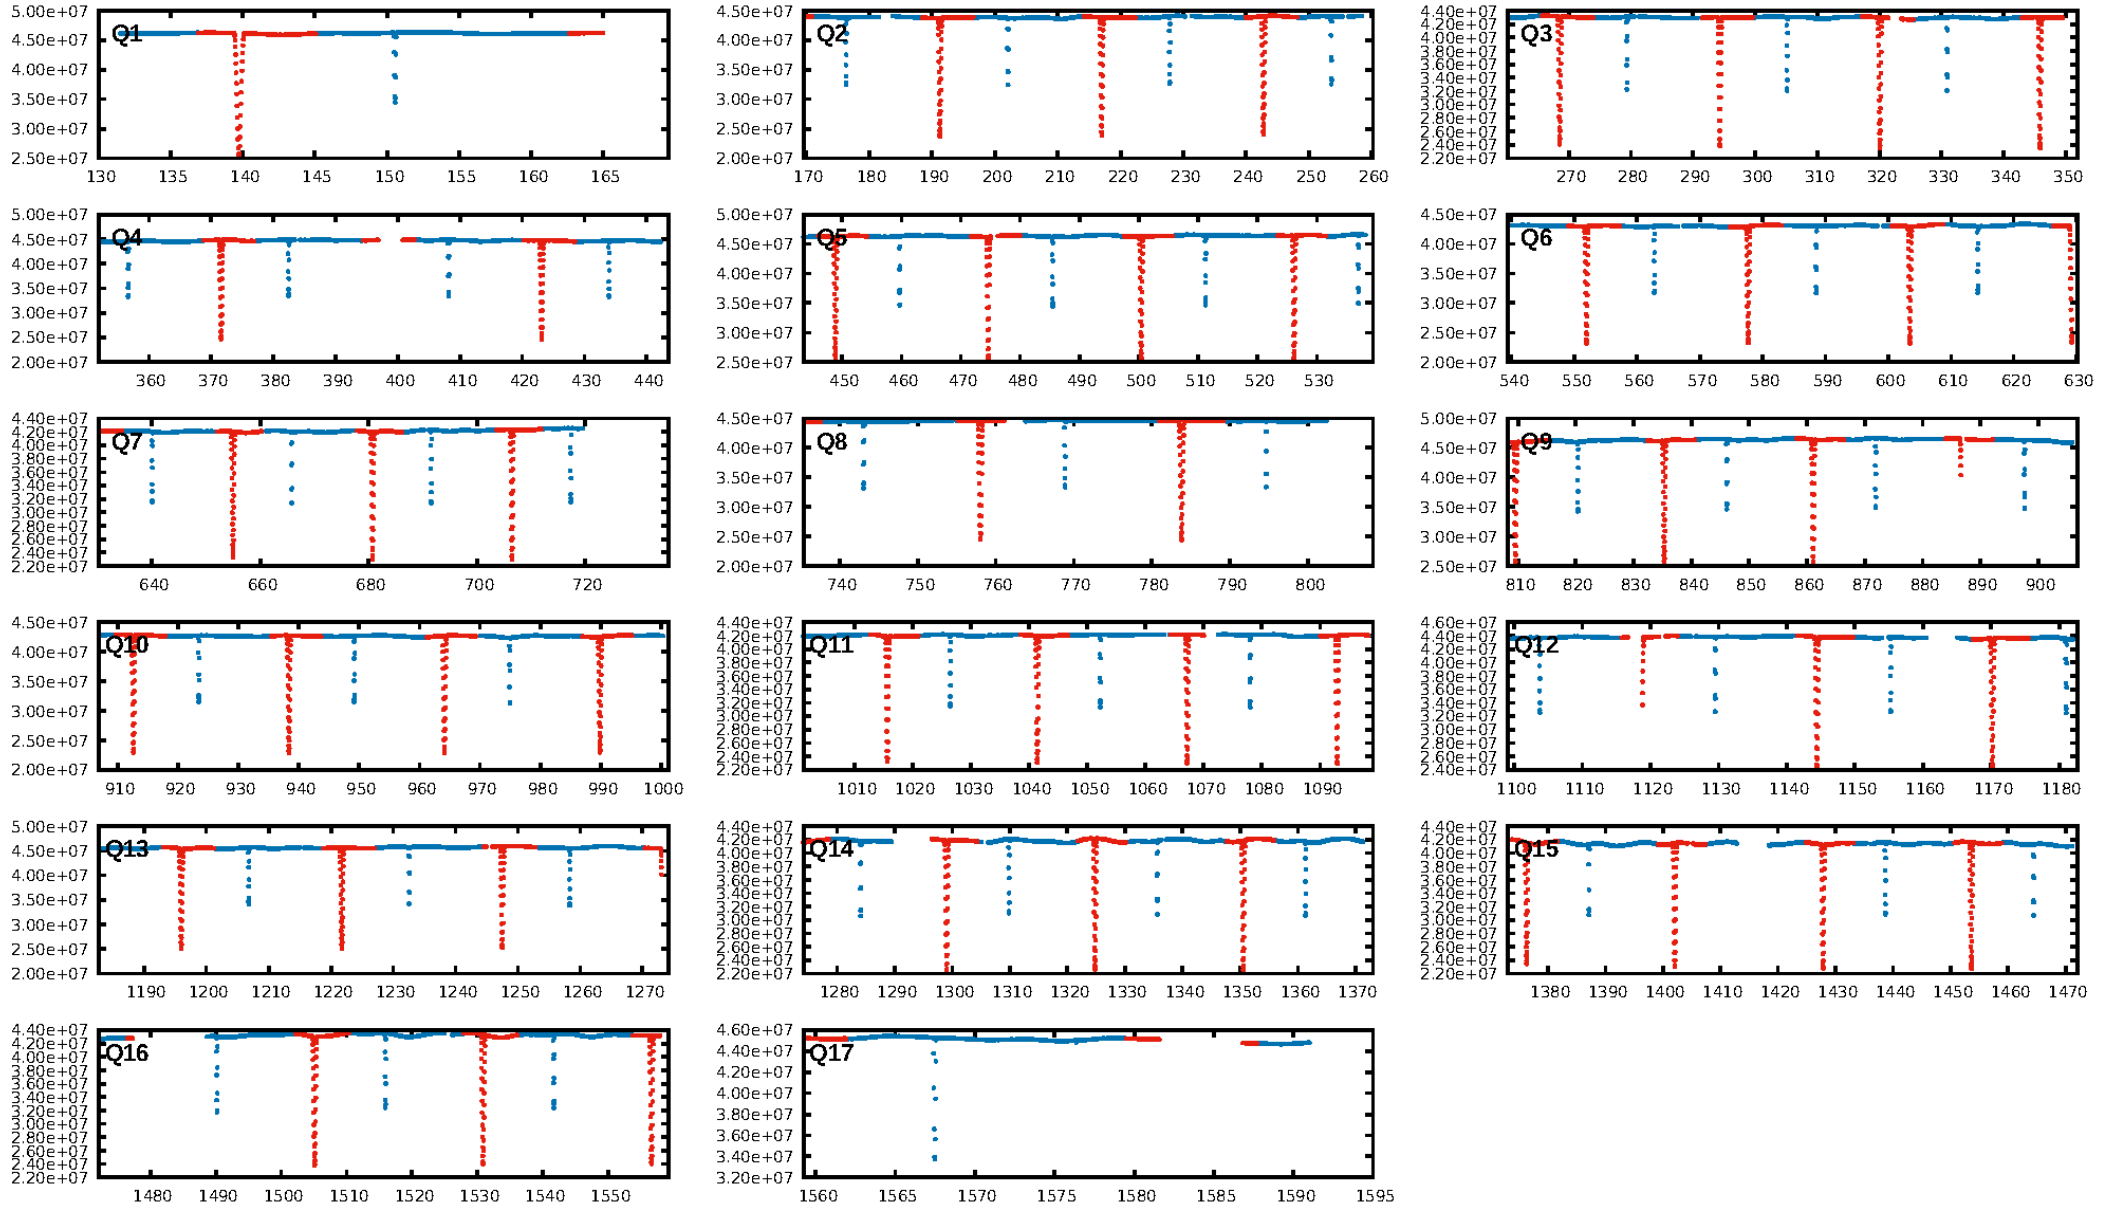 5.00e+07
4.50e+07
4.00e+07
3.50e+07
3.00e+07
2.50e+07
Q1
130 135 140 145 150 155 160 165
4.50e+07
4.00e+07
3.50e+07
3.00e+07
2.50e+07
2.00e+07
Q2
170 180 190 200 210 220 230 240 250 260
4.40e+07
4.20e+07
4.00e+07
3.80e+07
3.60e+07
3.40e+07
3.20e+07
3.00e+07
2.80e+07
2.60e+07
2.40e+07
2.20e+07
Q3
270 280 290 300 310 320 330 340 350
5.00e+07
4.50e+07
4.00e+07
3.50e+07
3.00e+07
2.50e+07
2.00e+07
Q4
360 370 380 390 400 410 420 430 440
5.00e+07
4.50e+07
4.00e+07
3.50e+07
3.00e+07
2.50e+07
Q5
450 460 470 480 490 500 510 520 530
4.50e+07
4.00e+07
3.50e+07
3.00e+07
2.50e+07
2.00e+07
Q6
540 550 560 570 580 590 600 610 620 630
4.40e+07
4.20e+07
4.00e+07
3.80e+07
3.60e+07
3.40e+07
3.20e+07
3.00e+07
2.80e+07
2.60e+07
2.40e+07
2.20e+07
Q7
640 660 680 700 720
4.50e+07
4.00e+07
3.50e+07
3.00e+07
2.50e+07
2.00e+07
Q8
740 750 760 770 780 790 800
5.00e+07
4.50e+07
4.00e+07
3.50e+07
3.00e+07
2.50e+07
Q9
810 820 830 840 850 860 870 880 890 900
4.50e+07
4.00e+07
3.50e+07
3.00e+07
2.50e+07
2.00e+07
Q10
910 920 930 940 950 960 970 980 990 1000
4.40e+07
4.20e+07
4.00e+07
3.80e+07
3.60e+07
3.40e+07
3.20e+07
3.00e+07
2.80e+07
2.60e+07
2.40e+07
2.20e+07
Q11
1010 1020 1030 1040 1050 1060 1070 1080 1090
4.60e+07
4.40e+07
4.20e+07
4.00e+07
3.80e+07
3.60e+07
3.40e+07
3.20e+07
3.00e+07
2.80e+07
2.60e+07
2.40e+07
Q12
1100 1110 1120 1130 1140 1150 1160 1170 1180
5.00e+07
4.50e+07
4.00e+07
3.50e+07
3.00e+07
2.50e+07
2.00e+07
Q13
1190 1200 1210 1220 1230 1240 1250 1260 1270
4.40e+07
4.20e+07
4.00e+07
3.80e+07
3.60e+07
3.40e+07
3.20e+07
3.00e+07
2.80e+07
2.60e+07
2.40e+07
2.20e+07
Q14
1280 1290 1300 1310 1320 1330 1340 1350 1360 1370
4.40e+07
4.20e+07
4.00e+07
3.80e+07
3.60e+07
3.40e+07
3.20e+07
3.00e+07
2.80e+07
2.60e+07
2.40e+07
2.20e+07
Q15
1380 1390 1400 1410 1420 1430 1440 1450 1460 1470
4.40e+07
4.20e+07
4.00e+07
3.80e+07
3.60e+07
3.40e+07
3.20e+07
3.00e+07
2.80e+07
2.60e+07
2.40e+07
2.20e+07
Q16
1480 1490 1500 1510 1520 1530 1540 1550
4.60e+07
4.40e+07
4.20e+07
4.00e+07
3.80e+07
3.60e+07
3.40e+07
3.20e+07
Q17
1560 1565 1570 1575 1580 1585 1590 1595